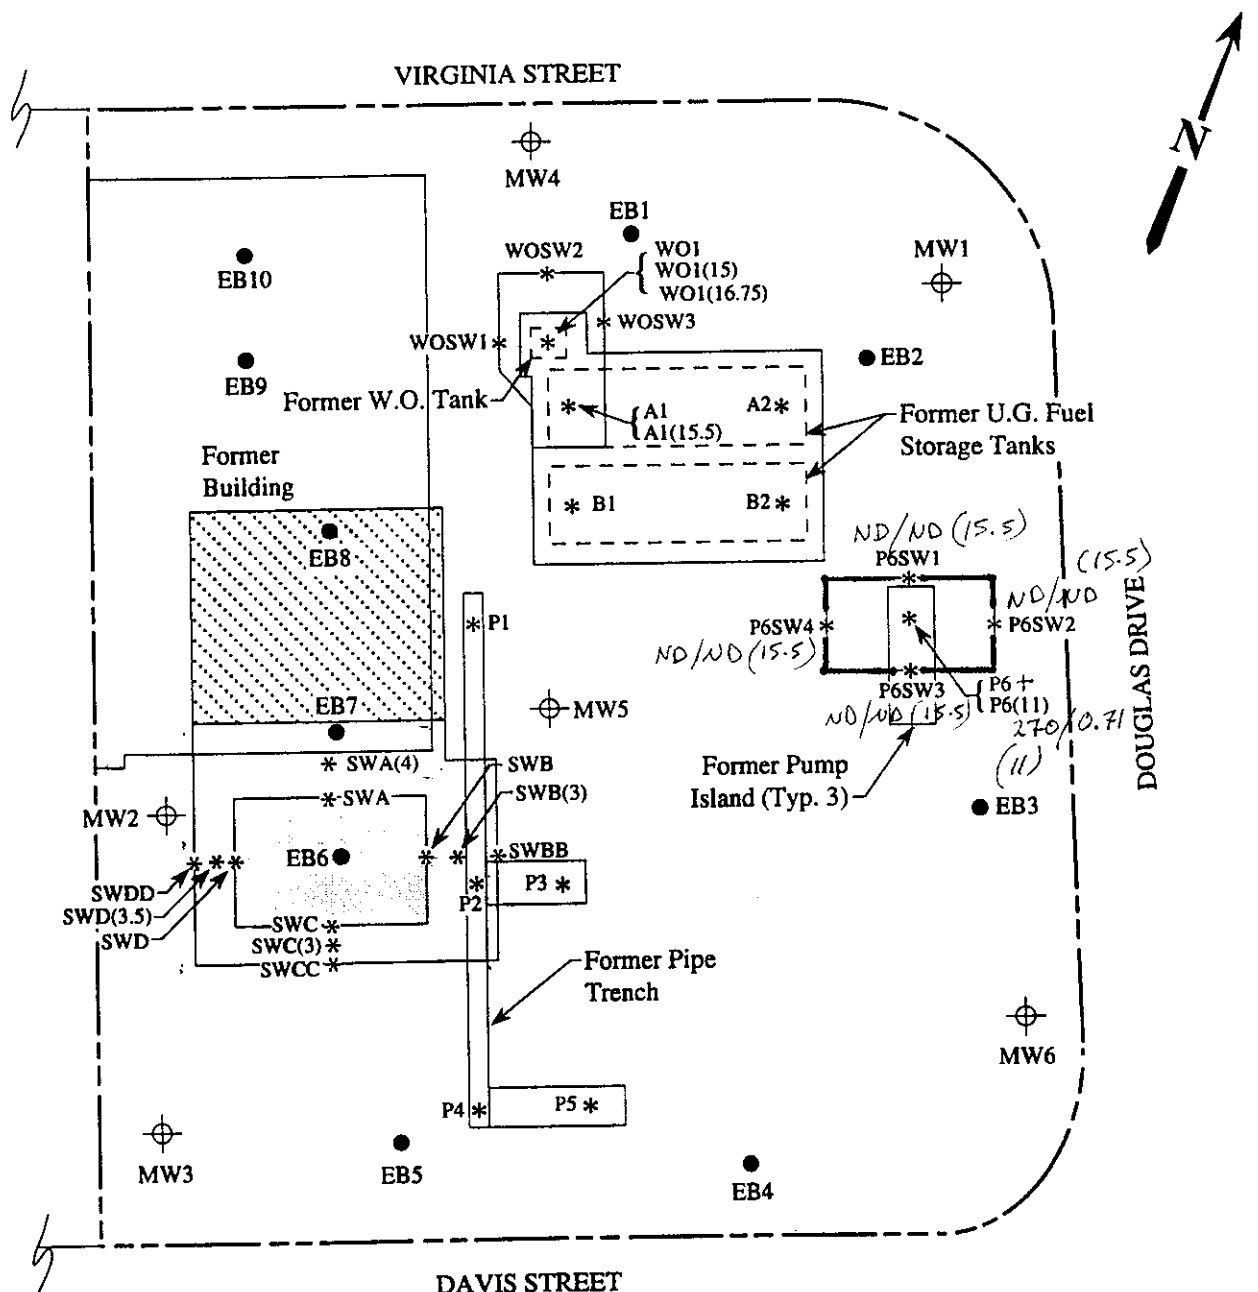 VIRGINIA STREET
N
MW4
EB1
WOSW2
WO1
WO1(15)
WO1(16.75)
MW1
EB10
WOSW3
WOSW1
EB2
EB9
Former W.O. Tank
A1
A1(15.5)
A2
Former U.G. Fuel
Storage Tanks
Former
Building
B1
B2
EB8
ND/ND (15.5)
P6SW1
(15.5)
ND/ND
P6SW2
P1
P6SW4
ND/ND (15.5)
P6SW3
ND/ND (15.5)
P6 +
P6(11)
270/0.71
(11)
DOUGLAS DRIVE
EB7
MW5
SWA(4)
SWB
SWB(3)
Former Pump
Island (Typ. 3)
SWA
MW2
EB3
EB6
SWBB
SWDD
SWD(3.5)
SWD
P2
P3
SWC
SWC(3)
SWCC
Former Pipe
Trench
MW6
P4
P5
MW3
EB5
EB4
DAVIS STREET